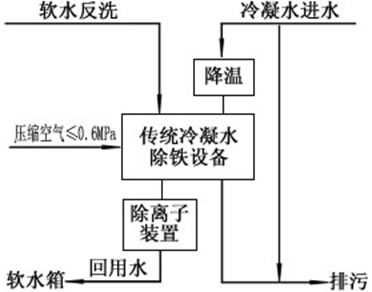 软水反洗
冷凝水进水
降温
压缩空气≤0.6MPa
传统冷凝水
除铁设备
除离子
装置
回用水
软水箱
排污